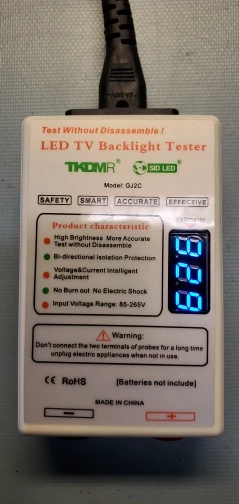 Test Without Disassemble !
LED TV Backlight Tester
TKDMR® SID LED®
Model: GJ2C
SAFETY SMART ACCURATE EFFECTIVE
Voltmeter
Product characteristic
High Brightness More Accurate
Test without Disassemble
Bi-directional Isolation Protection
Voltage&Current Intelligent
Adjustment
No Burn out No Electric Shock
Input Voltage Range: 85-265V
Warning:
Don't connect the two terminals of probes for a long time
unplug electric appliances when not in use.
CE RoHS [Batteries not include]
MADE IN CHINA
- +